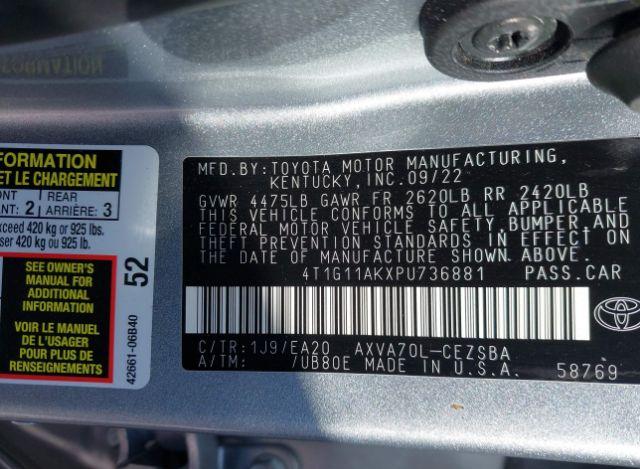 FORMATION
ET LE CHARGEMENT
ONT REAR
ANT: 2 ARRIÈRE: 3
xceed 420 kg or 925 lbs.
ser 420 kg ou 925 lb.
SEE OWNER'S
MANUAL FOR
ADDITIONAL
INFORMATION
VOIR LE MANUEL
DE L'USAGER
POUR PLUS DE
RENSEIGNEMENTS
52
42661-06B40
MFD.BY:TOYOTA MOTOR MANUFACTURING,
KENTUCKY,INC.09/22
GVWR 4475LB GAWR FR 2620LB RR 2420LB
THIS VEHICLE CONFORMS TO ALL APPLICABLE
FEDERAL MOTOR VEHICLE SAFETY,BUMPER,AND
THEFT PREVENTION STANDARDS IN EFFECT ON
THE DATE OF MANUFACTURE SHOWN ABOVE.
4T1G11AKXPU736881 PASS.CAR
C/TR:1J9/EA20 AXVA70L-CEZSBA
A/TM: /UB80E MADE IN U.S.A. 58769
TOYOTA